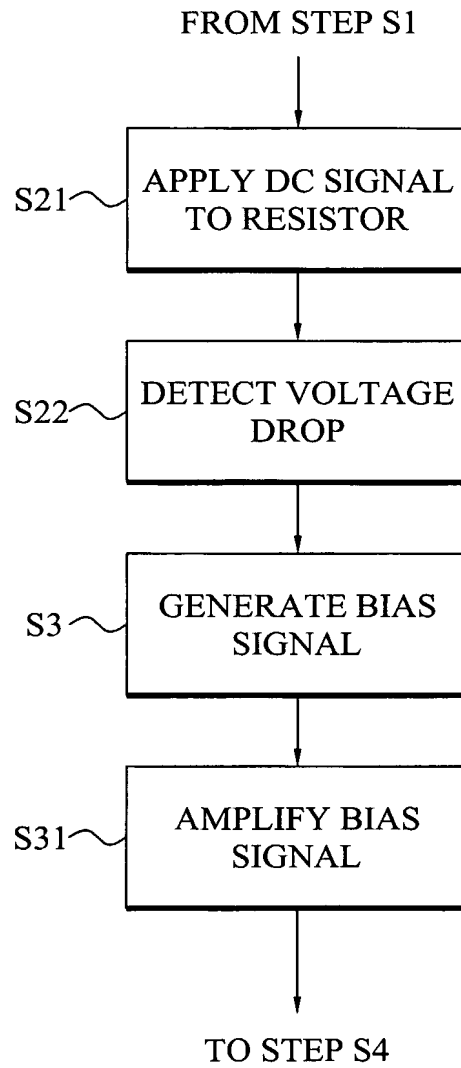 FROM STEP S1
S21
APPLY DC SIGNAL
TO RESISTOR
S22
DETECT VOLTAGE
DROP
S3
GENERATE BIAS
SIGNAL
S31
AMPLIFY BIAS
SIGNAL
TO STEP S4